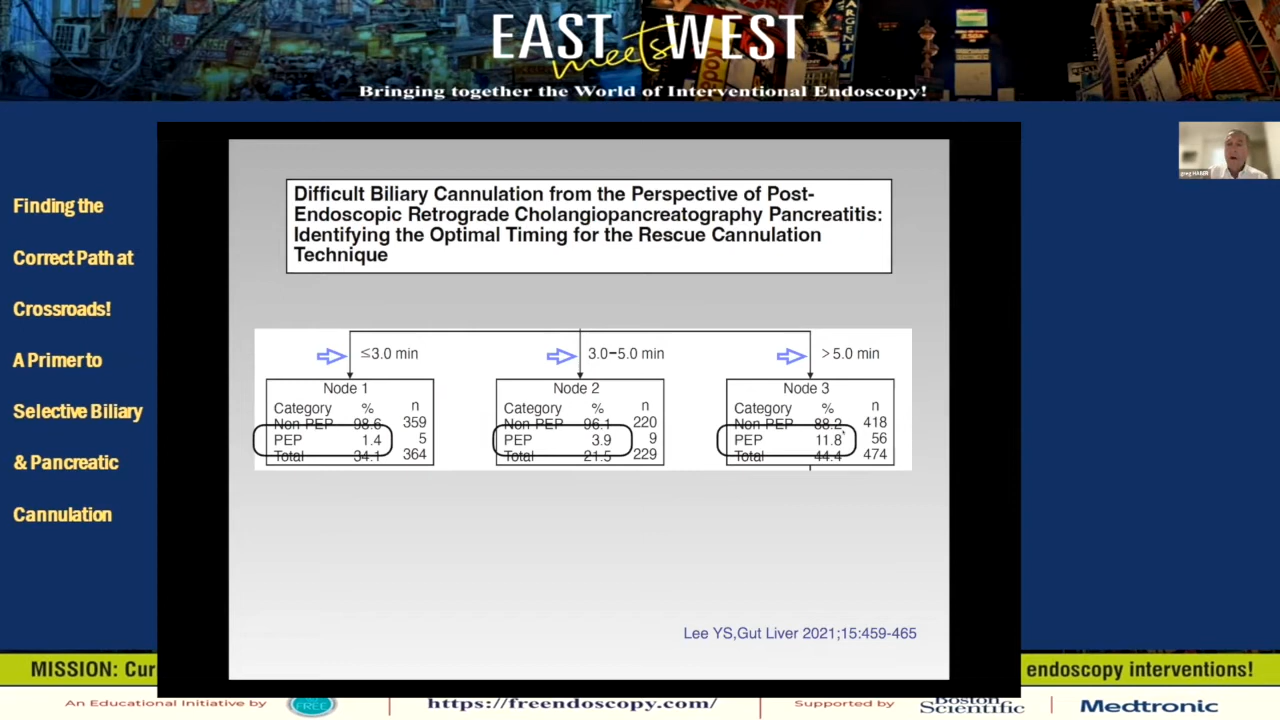 EAST meets WEST
Bringing together the World of Interventional Endoscopy!
Finding the
Correct Path at
Crossroads!
A Primer to
Selective Biliary
& Pancreatic
Cannulation
greg HABER
Difficult Biliary Cannulation from the Perspective of Post-
Endoscopic Retrograde Cholangiopancreatography Pancreatitis:
Identifying the Optimal Timing for the Rescue Cannulation
Technique
≤3.0 min
Node 1
Category % n
Non PEP 98.6 359
PEP 1.4 5
Total 34.1 364
3.0–5.0 min
Node 2
Category % n
Non PEP 96.1 220
PEP 3.9 9
Total 21.5 229
>5.0 min
Node 3
Category % n
Non PEP 88.2 418
PEP 11.8 56
Total 44.4 474
Lee YS,Gut Liver 2021;15:459-465
MISSION: Cur
endoscopy interventions!
An Educational Initiative by
FREE
https://freendoscopy.com/
Supported by
Boston
Scientific
Medtronic